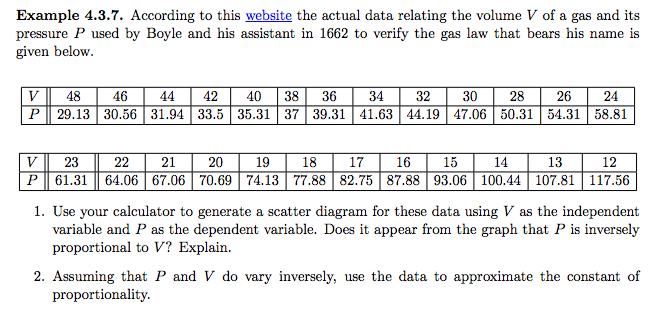 Example 4.3.7. According to this website the actual data relating the volume V of a gas and its
pressure P used by Boyle and his assistant in 1662 to verify the gas law that bears his name is
given below.
V 48 46 44 42 40 38 36 34 32 30 28 26 24
P 29.13 30.56 31.94 33.5 35.31 37 39.31 41.63 44.19 47.06 50.31 54.31 58.81
V 23 22 21 20 19 18 17 16 15 14 13 12
P 61.31 64.06 67.06 70.69 74.13 77.88 82.75 87.88 93.06 100.44 107.81 117.56
1. Use your calculator to generate a scatter diagram for these data using V as the independent
variable and P as the dependent variable. Does it appear from the graph that P is inversely
proportional to V? Explain.
2. Assuming that P and V do vary inversely, use the data to approximate the constant of
proportionality.